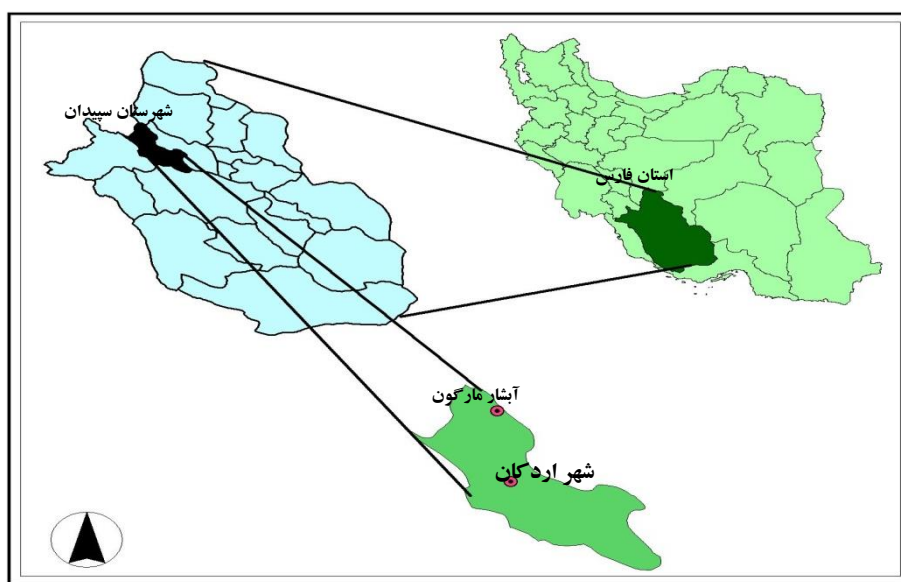 شهرستان سپیدان
استان فارس
آبشار مارگون
شهر اردکان